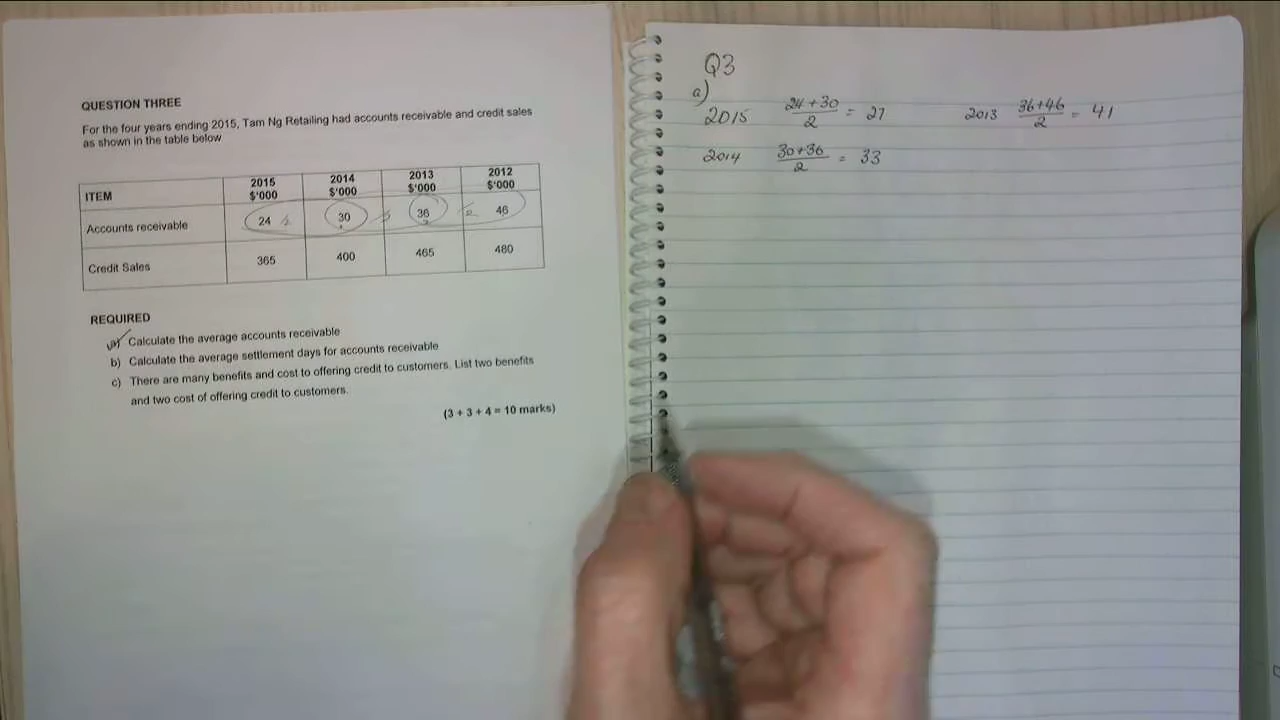 QUESTION THREE
For the four years ending 2015, Tam Ng Retailing had accounts receivable and credit sales
as shown in the table below
ITEM 2015 $'000 2014 $'000 2013 $'000 2012 $'000
Accounts receivable 24 30 36 46
Credit Sales 365 400 465 480
REQUIRED
a) Calculate the average accounts receivable
b) Calculate the average settlement days for accounts receivable
c) There are many benefits and cost to offering credit to customers. List two benefits
and two cost of offering credit to customers.
(3 + 3 + 4 = 10 marks)
Q3
a)
2015 24+30/2 = 27 2013 36+46/2 = 41
2014 30+36/2 = 33